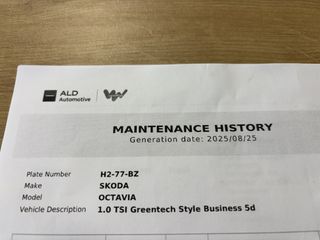 ALD
Automotive
MAINTENANCE HISTORY
Generation date: 2025/08/25
Plate Number H2-77-BZ
Make SKODA
Model OCTAVIA
Vehicle Description 1.0 TSI Greentech Style Business 5d